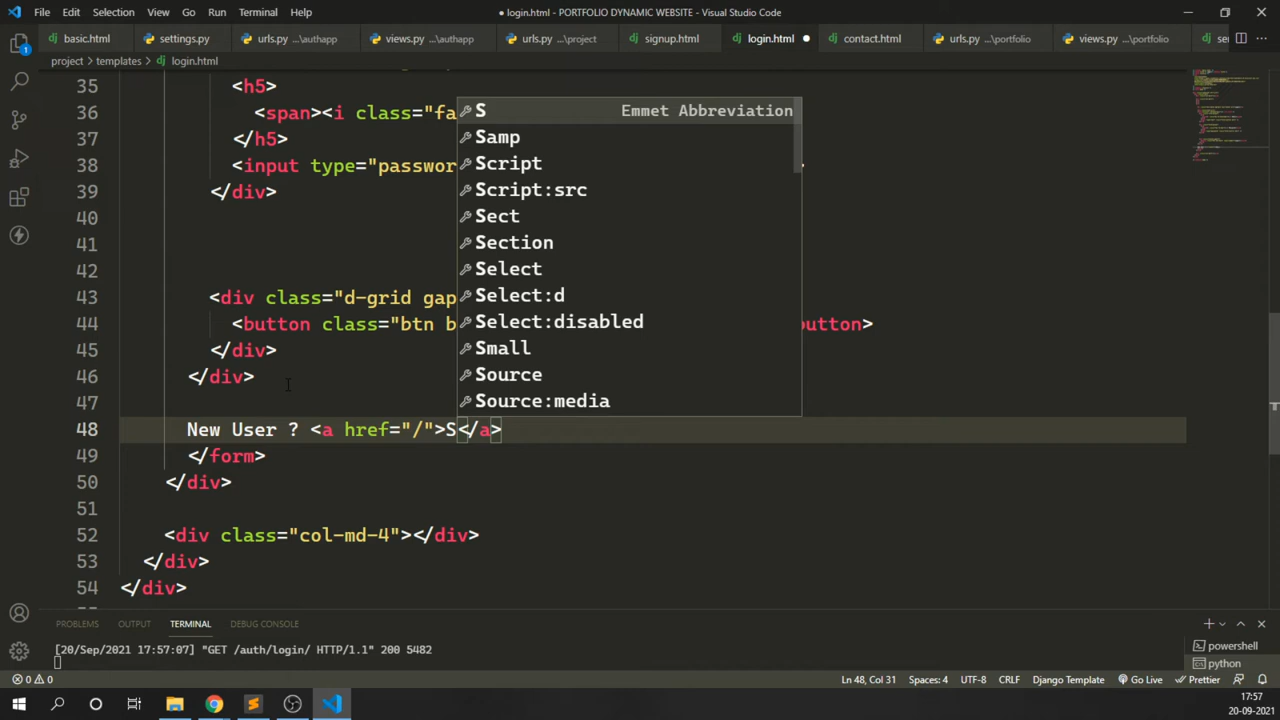 File Edit Selection View Go Run Terminal Help ● login.html - PORTFOLIO DYNAMIC WEBSITE - Visual Studio Code
basic.html settings.py urls.py ...\authapp views.py ...\authapp urls.py ...\project signup.html login.html ● contact.html urls.py ...\portfolio views.py ...\portfolio
project > templates > login.html
35 <h5>
36 <span><i class="fa
37 </h5>
38 <input type="passwor
39 </div>
40
41
42
43 <div class="d-grid gap
44 <button class="btn b utton>
45 </div>
46 </div>
47
48 New User ? <a href="/">S</a>
49 </form>
50 </div>
51
52 <div class="col-md-4"></div>
53 </div>
54 </div>
S Emmet Abbreviation
Samp
Script
Script:src
Sect
Section
Select
Select:d
Select:disabled
Small
Source
Source:media
PROBLEMS OUTPUT TERMINAL DEBUG CONSOLE
[20/Sep/2021 17:57:07] "GET /auth/login/ HTTP/1.1" 200 5482
powershell
python
0 0 Ln 48, Col 31 Spaces: 4 UTF-8 CRLF Django Template Go Live Prettier
17:57
20-09-2021